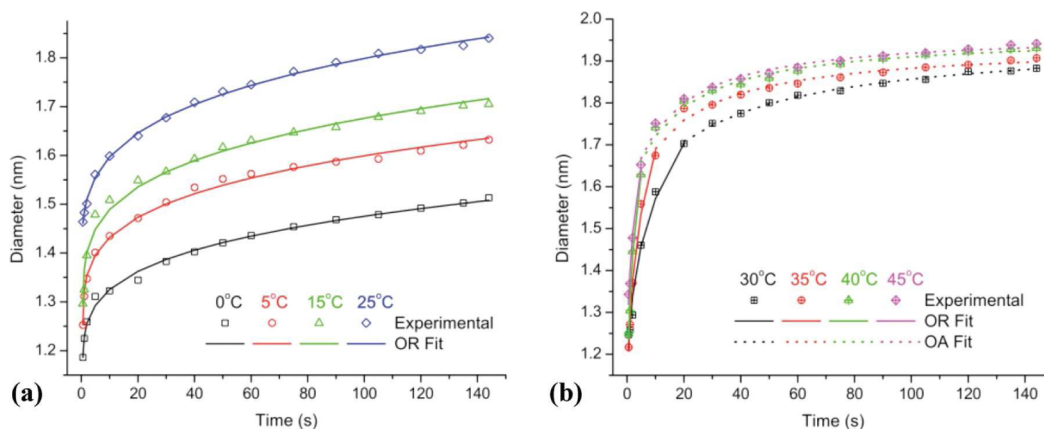 1.8
1.7
1.6
1.5
1.4
1.3
1.2
Diameter (nm)
0°C 5°C 15°C 25°C
Experimental
OR Fit
0 20 40 60 80 100 120 140
Time (s)
(a)
2.0
1.9
1.8
1.7
1.6
1.5
1.4
1.3
1.2
Diameter (nm)
30°C 35°C 40°C 45°C
Experimental
OR Fit
OA Fit
0 20 40 60 80 100 120 140
Time (s)
(b)